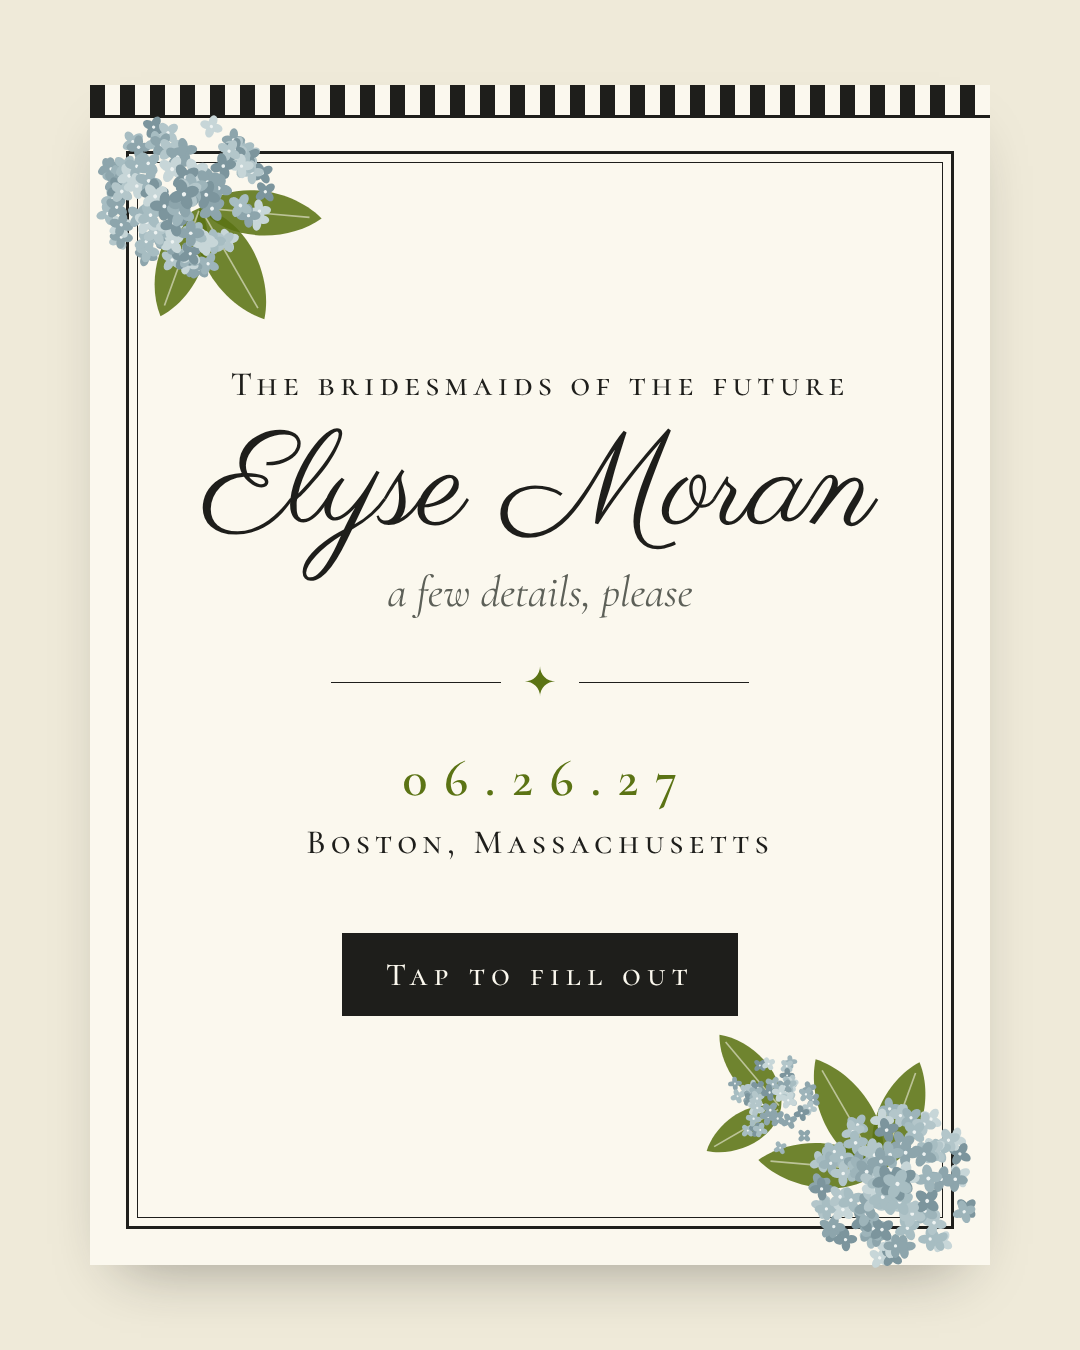 The bridesmaids of the future
Elyse Moran
a few details, please
06.26.27
Boston, Massachusetts
Tap to fill out